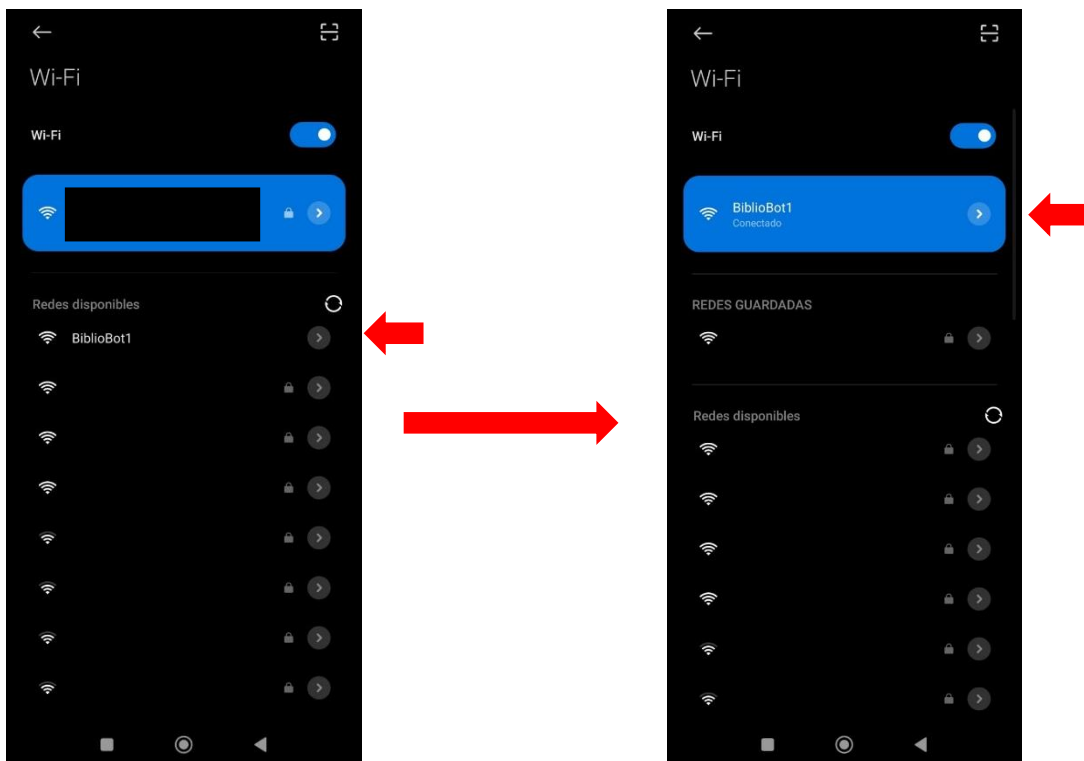 Wi-Fi
Wi-Fi
Redes disponibles
BiblioBot1
Wi-Fi
Wi-Fi
BiblioBot1
Conectado
REDES GUARDADAS
Redes disponibles